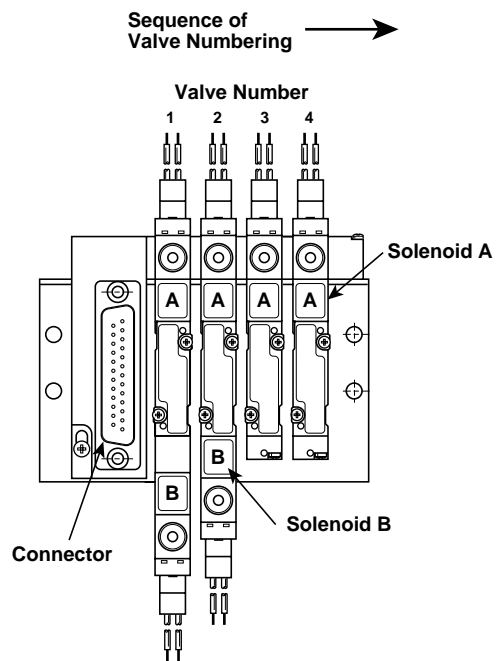 Sequence of
Valve Numbering
Valve Number
1 2 3 4
Solenoid A
A A A A
B
B
Solenoid B
Connector